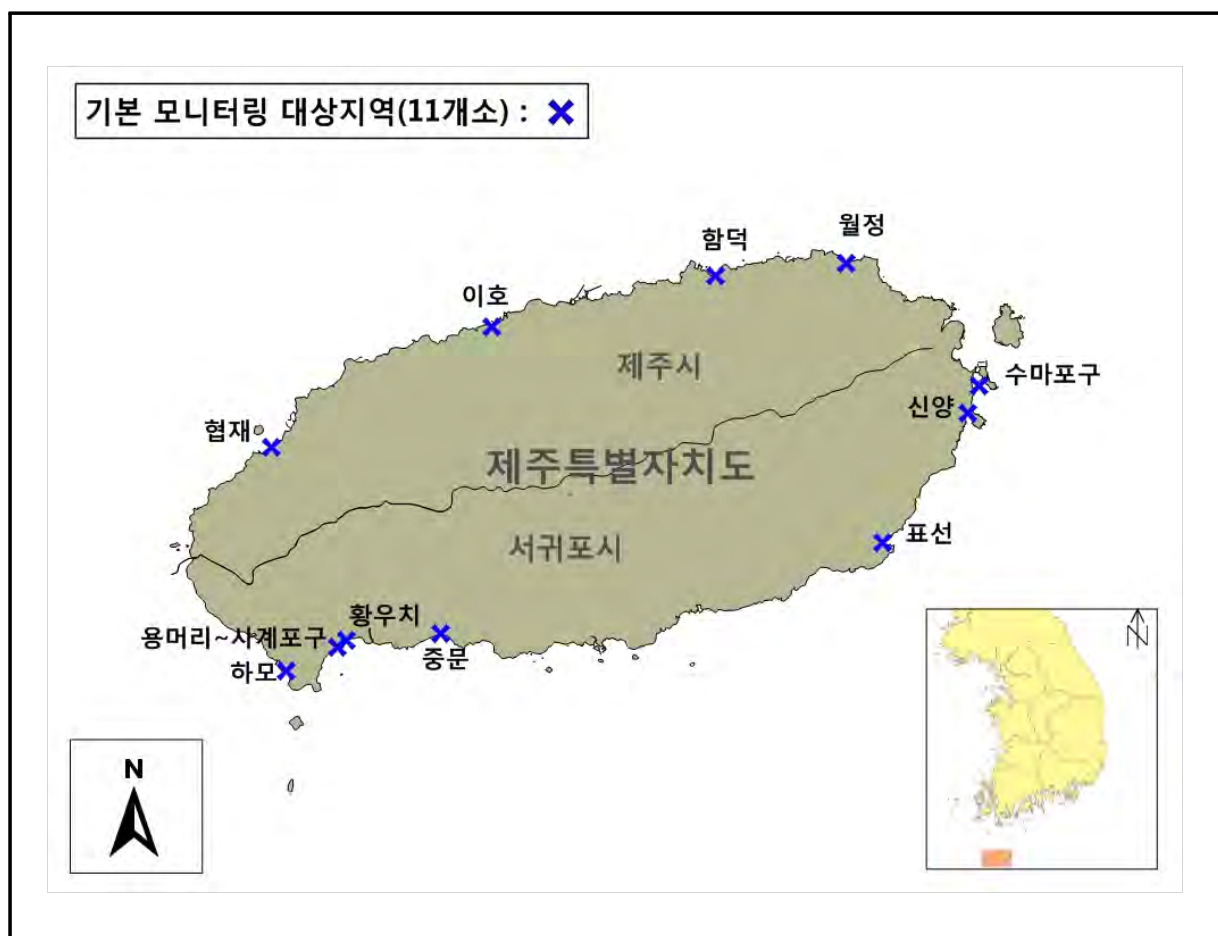 기본 모니터링 대상지역(11개소) :
월정
함덕
이호
제주시
수마포구
신양
협재
제주특별자치도
표선
서귀포시
황우치
용머리~사계포구
중문
하모
N
N